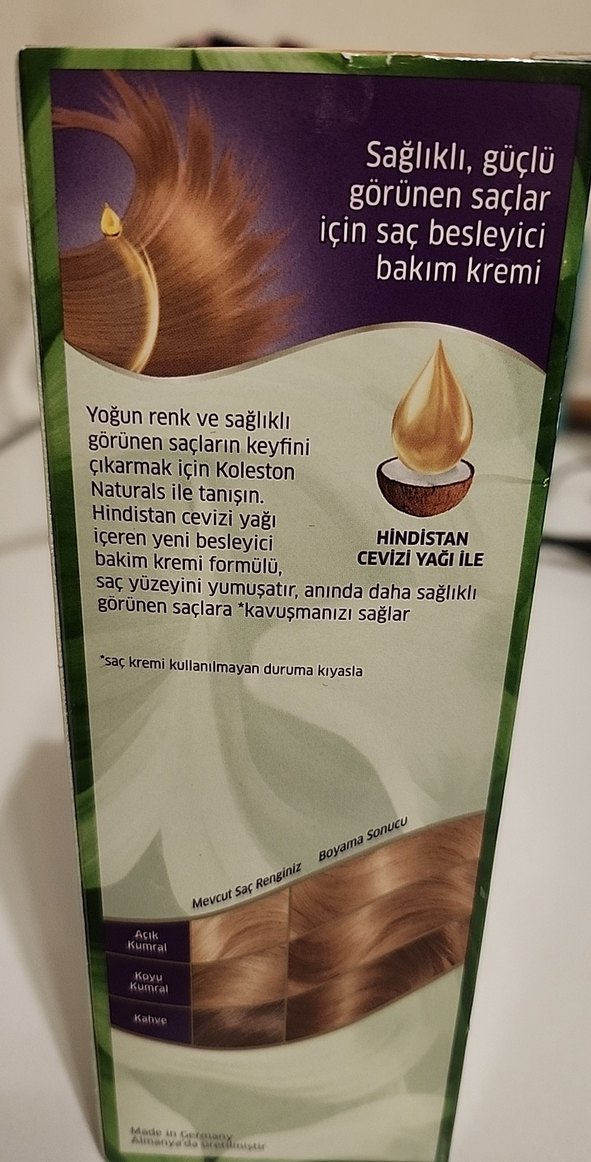 Sağlıklı, güçlü
görünen saçlar
için saç besleyici
bakım kremi
Yoğun renk ve sağlıklı
görünen saçların keyfini
çıkarmak için Koleston
Naturals ile tanışın.
Hindistan cevizi yağı
içeren yeni besleyici
bakim kremi formülü,
saç yüzeyini yumuşatır, anında daha sağlıklı
görünen saçlara *kavuşmanızı sağlar
HİNDİSTAN
CEVİZİ YAĞI İLE
*saç kremi kullanılmayan duruma kıyasla
Mevcut Saç Renginiz
Boyama Sonucu
Açık
Kumral
Koyu
Kumral
Kahve
Made in Germany
Almanya'da üretilmiştir